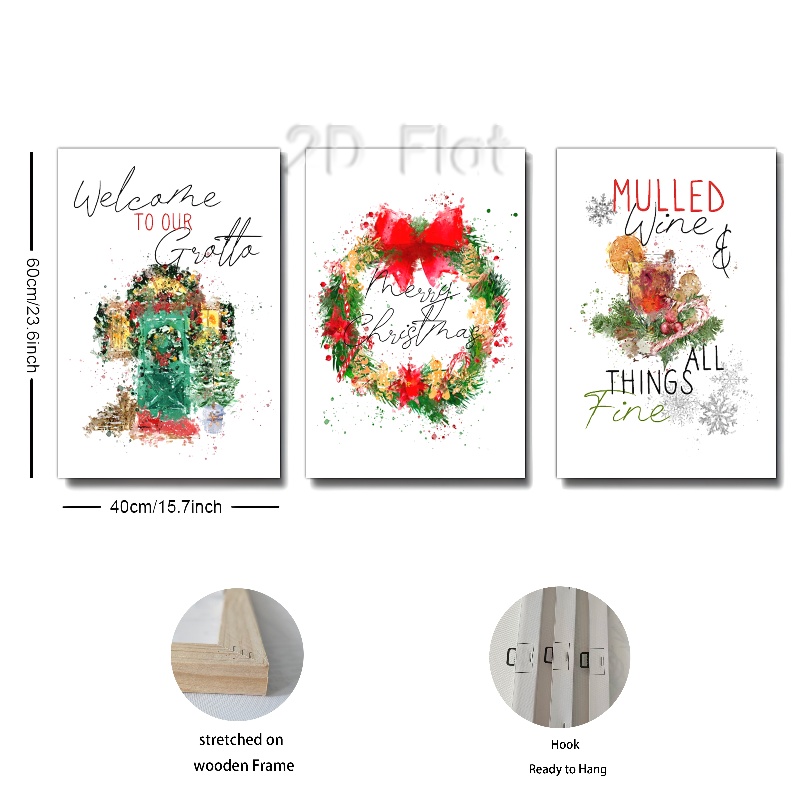 2D Flat
Welcome
TO OUR
Grotto
Merry
Christmas
MULLED
Wine
&
ALL
THINGS
Fine
60cm/23.6inch
40cm/15.7inch
stretched on
wooden Frame
Hook
Ready to Hang